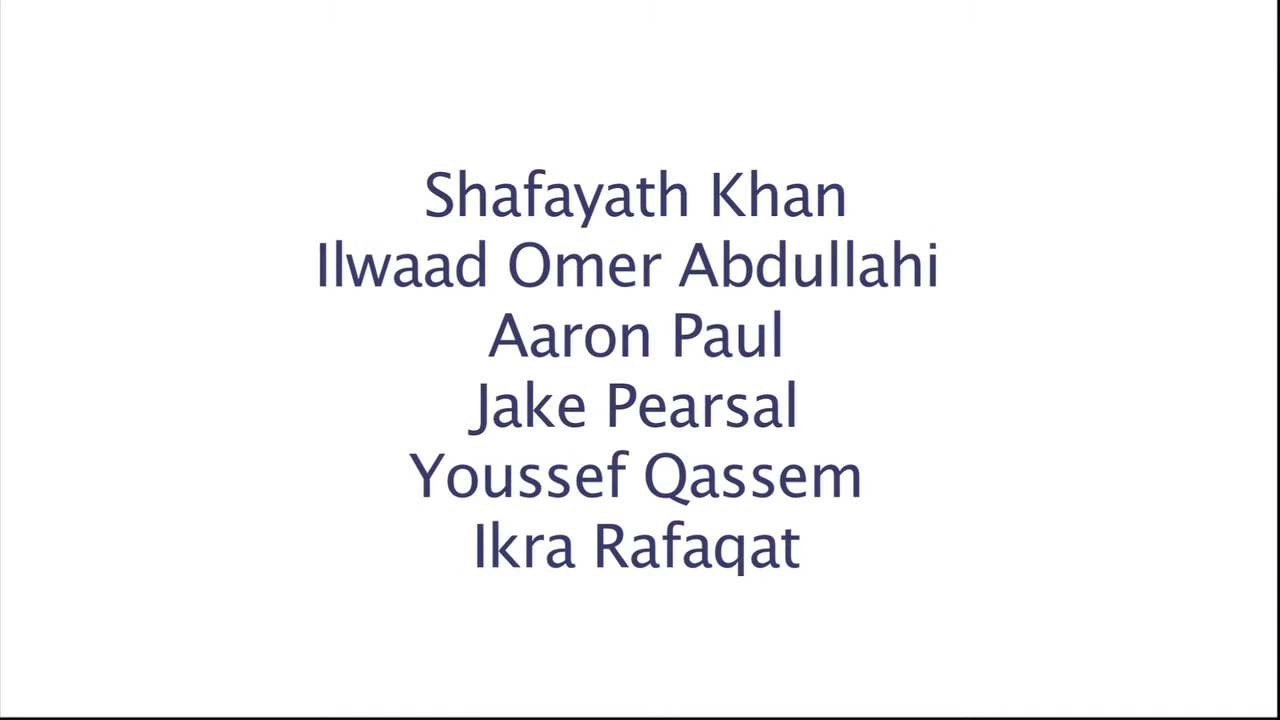 Shafayath Khan
Ilwaad Omer Abdullahi
Aaron Paul
Jake Pearsal
Youssef Qassem
Ikra Rafaqat